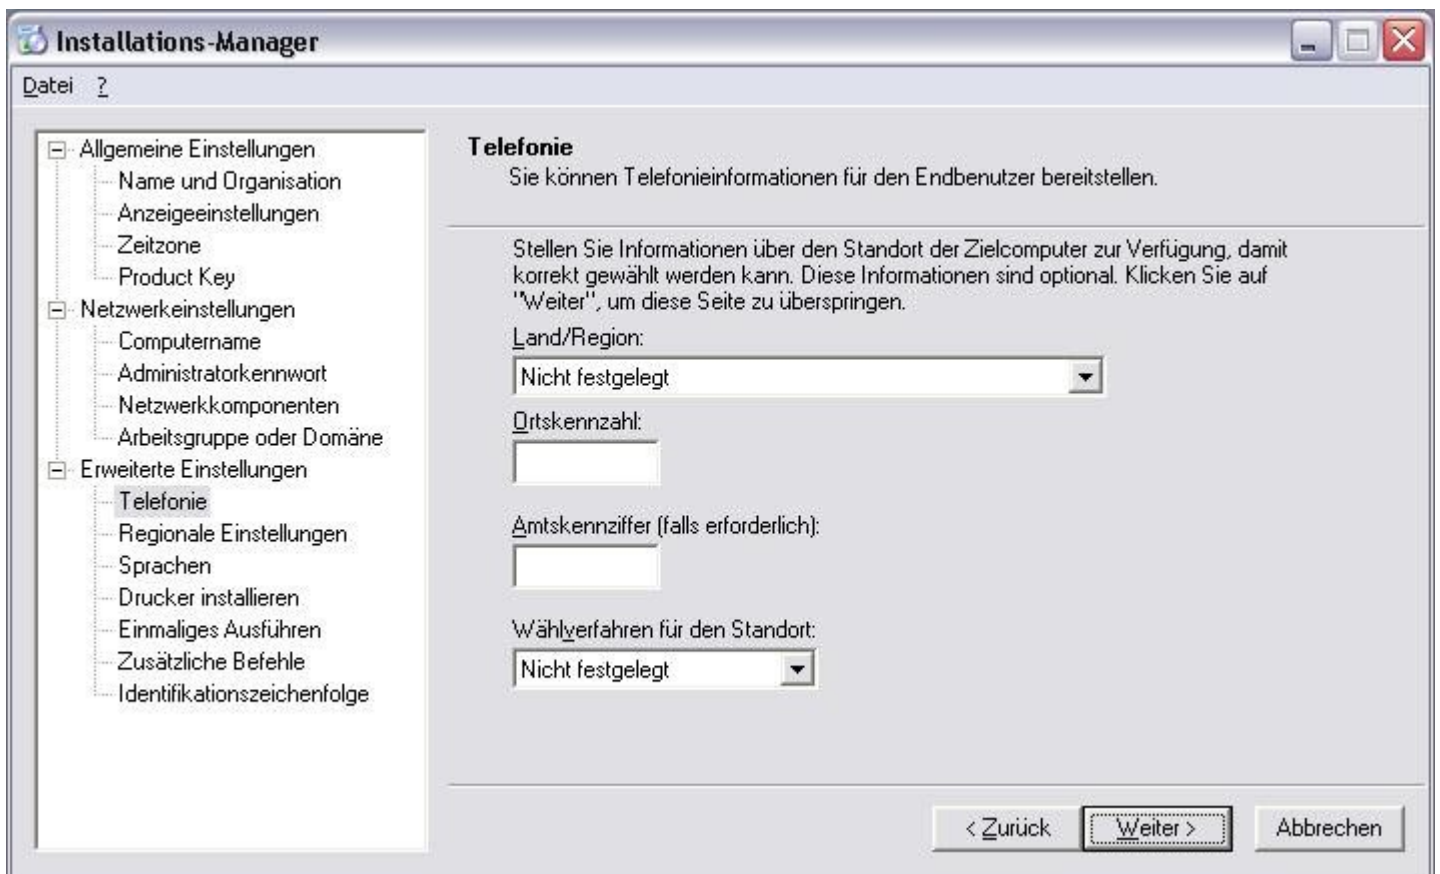 Installations-Manager
Datei ?
Allgemeine Einstellungen
Name und Organisation
Anzeigeeinstellungen
Zeitzone
Product Key
Netzwerkeinstellungen
Computername
Administratorkennwort
Netzwerkkomponenten
Arbeitsgruppe oder Domäne
Erweiterte Einstellungen
Telefonie
Regionale Einstellungen
Sprachen
Drucker installieren
Einmaliges Ausführen
Zusätzliche Befehle
Identifikationszeichenfolge
Telefonie
Sie können Telefonieinformationen für den Endbenutzer bereitstellen.
Stellen Sie Informationen über den Standort der Zielcomputer zur Verfügung, damit
korrekt gewählt werden kann. Diese Informationen sind optional. Klicken Sie auf
"Weiter", um diese Seite zu überspringen.
Land/Region:
Nicht festgelegt
Ortskennzahl:
Amtskennziffer (falls erforderlich):
Wählverfahren für den Standort:
Nicht festgelegt
< Zurück Weiter > Abbrechen